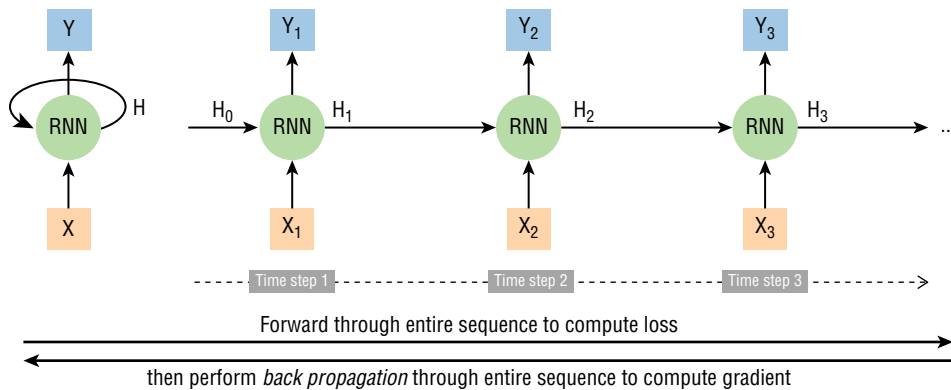 Y Y₁ Y₂ Y₃
H H₀ H₁ H₂ H₃
RNN RNN RNN RNN ...
X X₁ X₂ X₃
Time step 1 Time step 2 Time step 3
Forward through entire sequence to compute loss
then perform back propagation through entire sequence to compute gradient